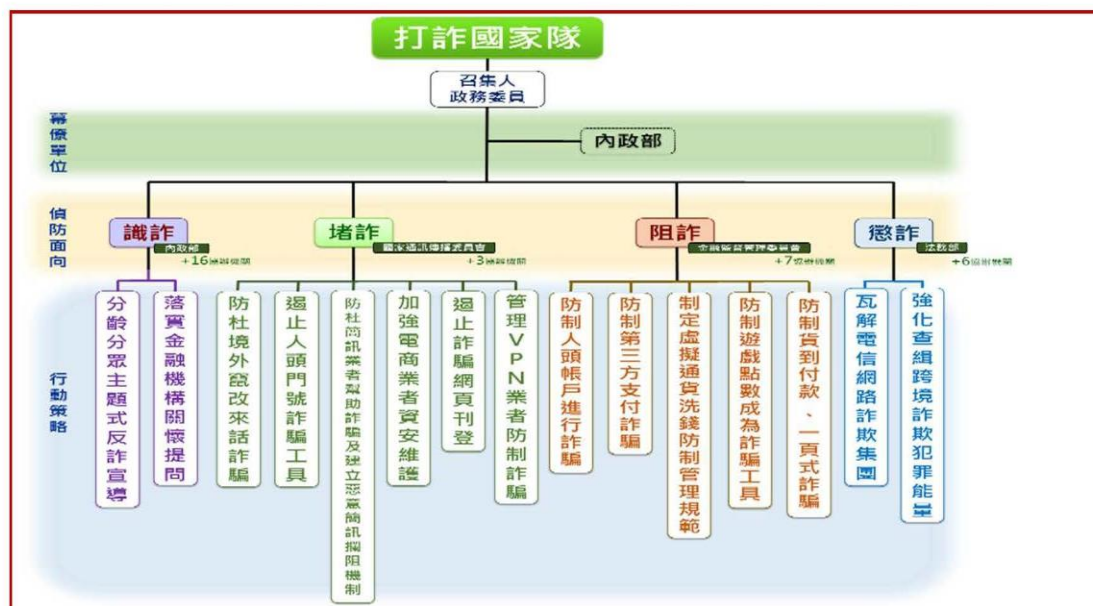 打詐國家隊
召集人
政務委員
幕僚單位
內政部
偵防面向
識詐
內政部
+16協辦機關
堵詐
國家通訊傳播委員會
+3協辦機關
阻詐
金融監督管理委員會
+7協辦機關
懲詐
法務部
+6協辦機關
行動策略
分齡分眾主題式反詐宣導
落實金融機構關懷提問
防杜境外竄改來話詐騙
遏止人頭門號詐騙工具
防杜簡訊業者幫助詐騙及建立惡意簡訊攔阻機制
加強電商業者資安維護
遏止詐騙網頁刊登
管理VPN業者防制詐騙
防制人頭帳戶進行詐騙
防制第三方支付詐騙
制定虛擬通貨洗錢防制管理規範
防制遊戲點數成為詐騙工具
防制貨到付款、一頁式詐騙
瓦解電信網路詐欺集團
強化查緝跨境詐欺犯罪能量